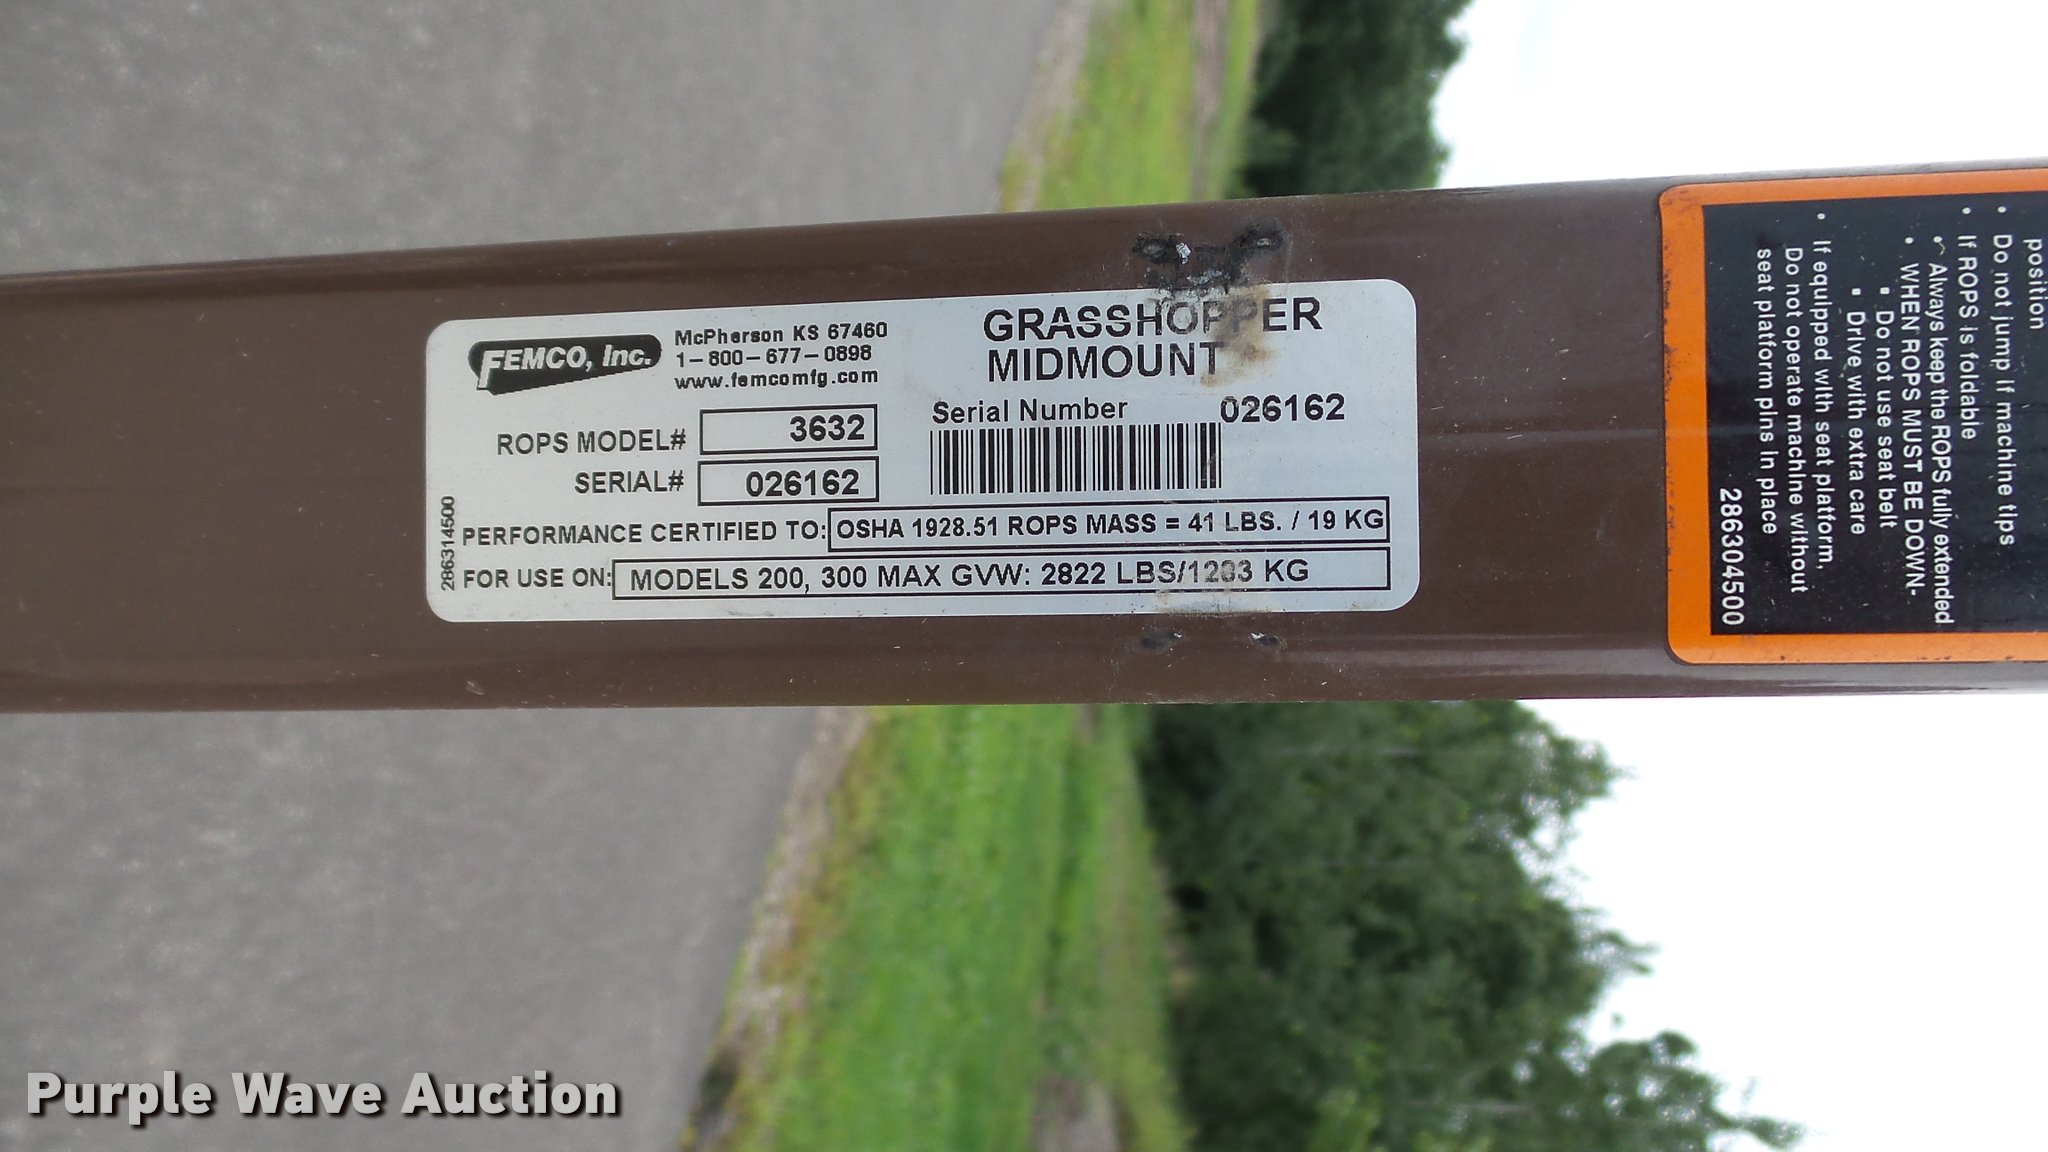 FEMCO, Inc.
McPherson KS 67460
1-800-677-0898
www.femcomfg.com
GRASSHOPPER
MIDMOUNT
ROPS MODEL# 3632
SERIAL# 026162
Serial Number 026162
PERFORMANCE CERTIFIED TO: OSHA 1928.51 ROPS MASS = 41 LBS. / 19 KG
FOR USE ON: MODELS 200, 300 MAX GVW: 2822 LBS/1283 KG
286314500
position
• Do not jump if machine tips
• If ROPS is foldable
• Always keep the ROPS fully extended
• WHEN ROPS MUST BE DOWN-
• Do not use seat belt
• Drive with extra care
• If equipped with seat platform,
Do not operate machine without
seat platform pins in place
286304500
Purple Wave Auction